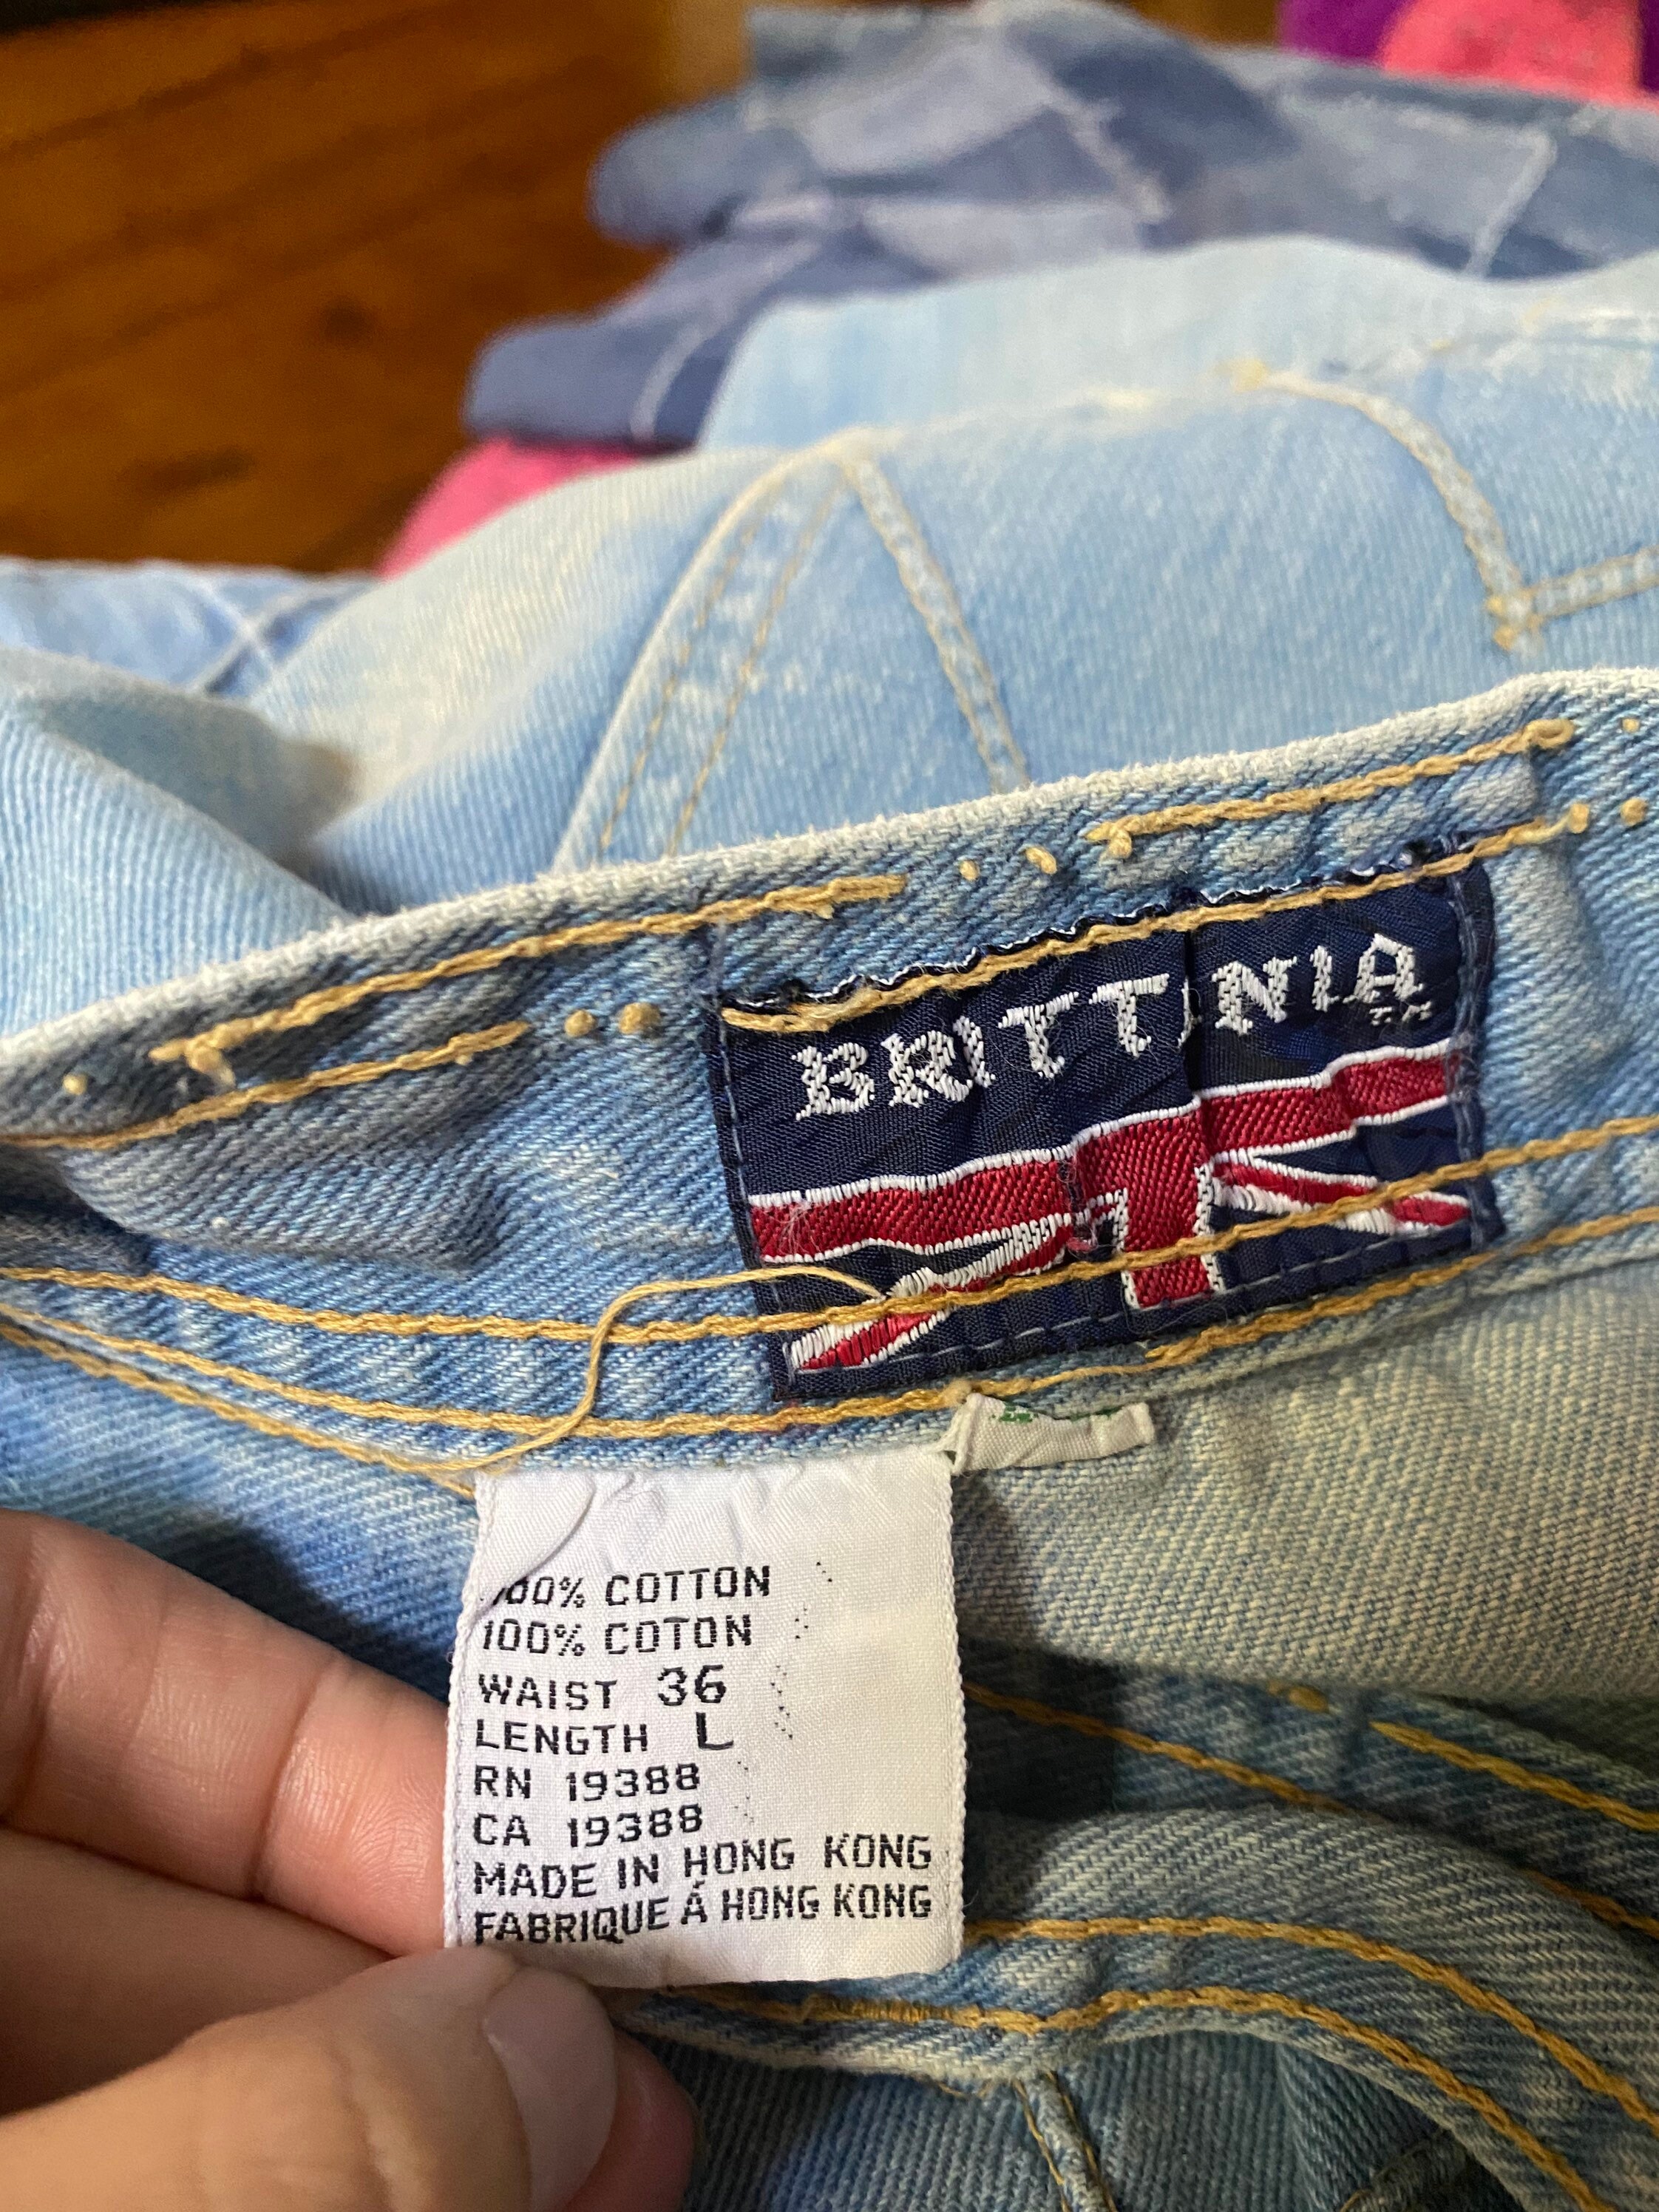 BRITTANIA
T.M
100% COTTON
100% COTON
WAIST 36
LENGTH L
RN 19388
CA 19388
MADE IN HONG KONG
FABRIQUE Á HONG KONG